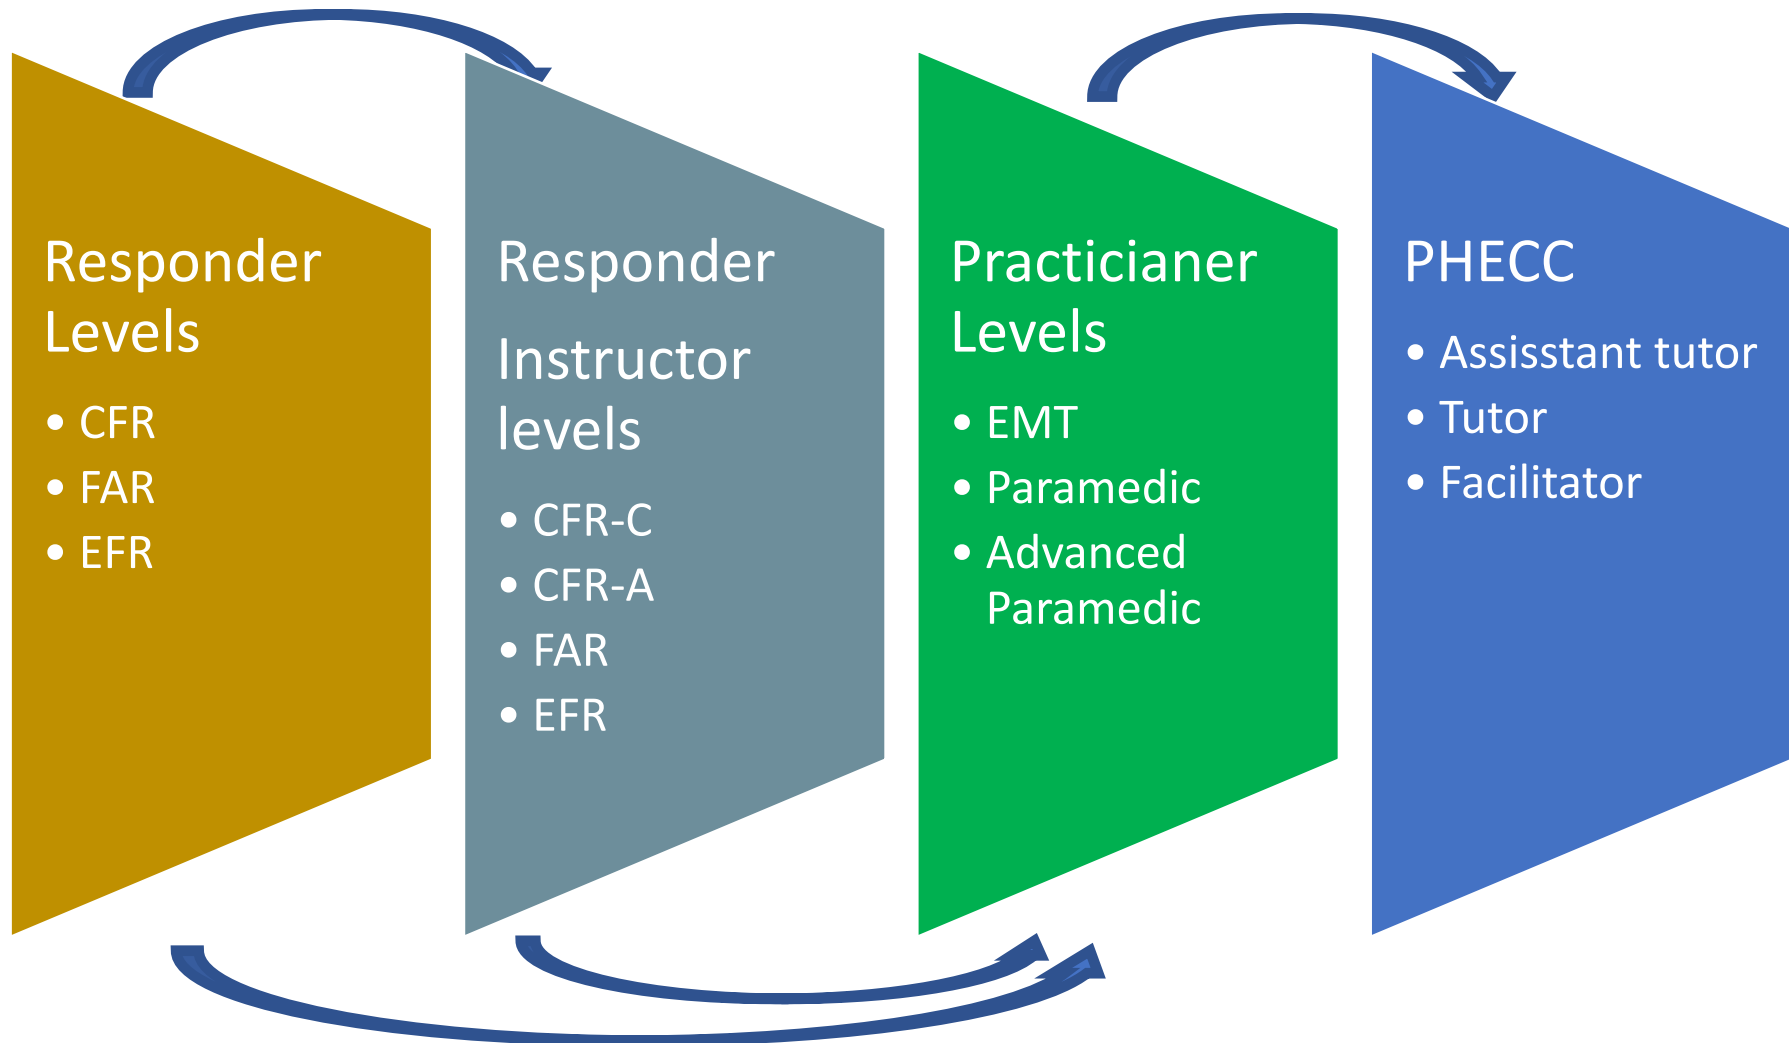 Responder
Levels
• CFR
• FAR
• EFR
Responder
Instructor
levels
• CFR-C
• CFR-A
• FAR
• EFR
Practicianer
Levels
• EMT
• Paramedic
• Advanced
Paramedic
PHECC
• Assisstant tutor
• Tutor
• Facilitator